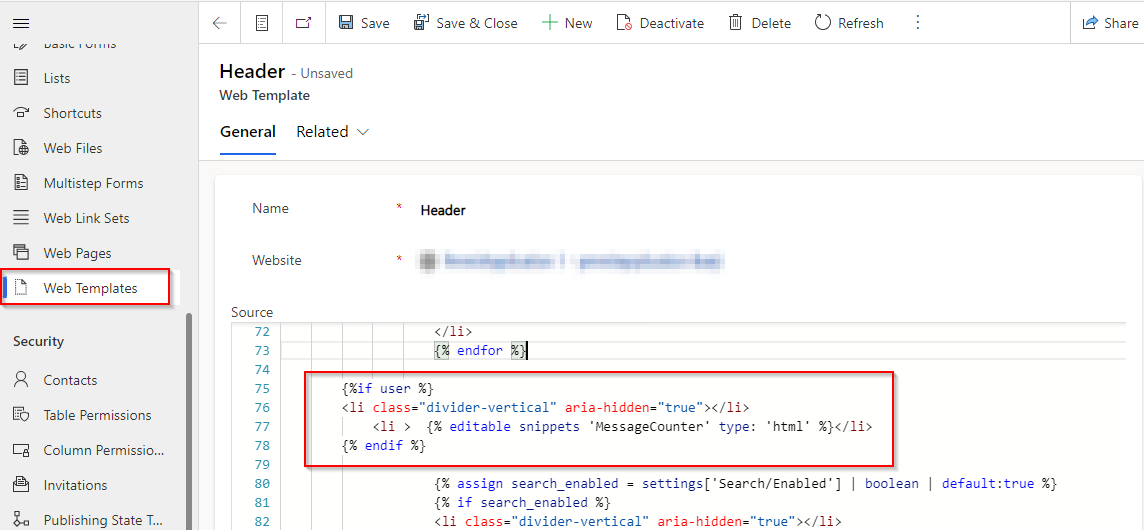 Save
Save & Close
New
Deactivate
Delete
Refresh
Share
Basic Forms
Lists
Shortcuts
Web Files
Multistep Forms
Web Link Sets
Web Pages
Web Templates
Security
Contacts
Table Permissions
Column Permissio...
Invitations
Publishing State T...
Header - Unsaved
Web Template
General Related
Name * Header
Website *
Source
72 </li>
73 {% endfor %}
74
75 {%if user %}
76 <li class="divider-vertical" aria-hidden="true"></li>
77 <li > {% editable snippets 'MessageCounter' type: 'html' %}</li>
78 {% endif %}
79
80 {% assign search_enabled = settings['Search/Enabled'] | boolean | default:true %}
81 {% if search_enabled %}
82 <li class="divider-vertical" aria-hidden="true"></li>